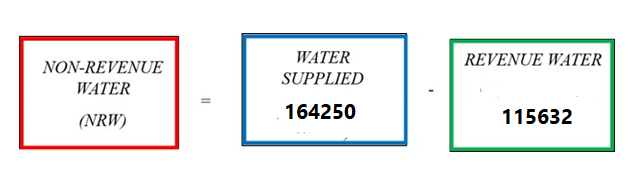 NON-REVENUE
WATER
(NRW)
=
WATER
SUPPLIED
164250
-
REVENUE WATER
115632